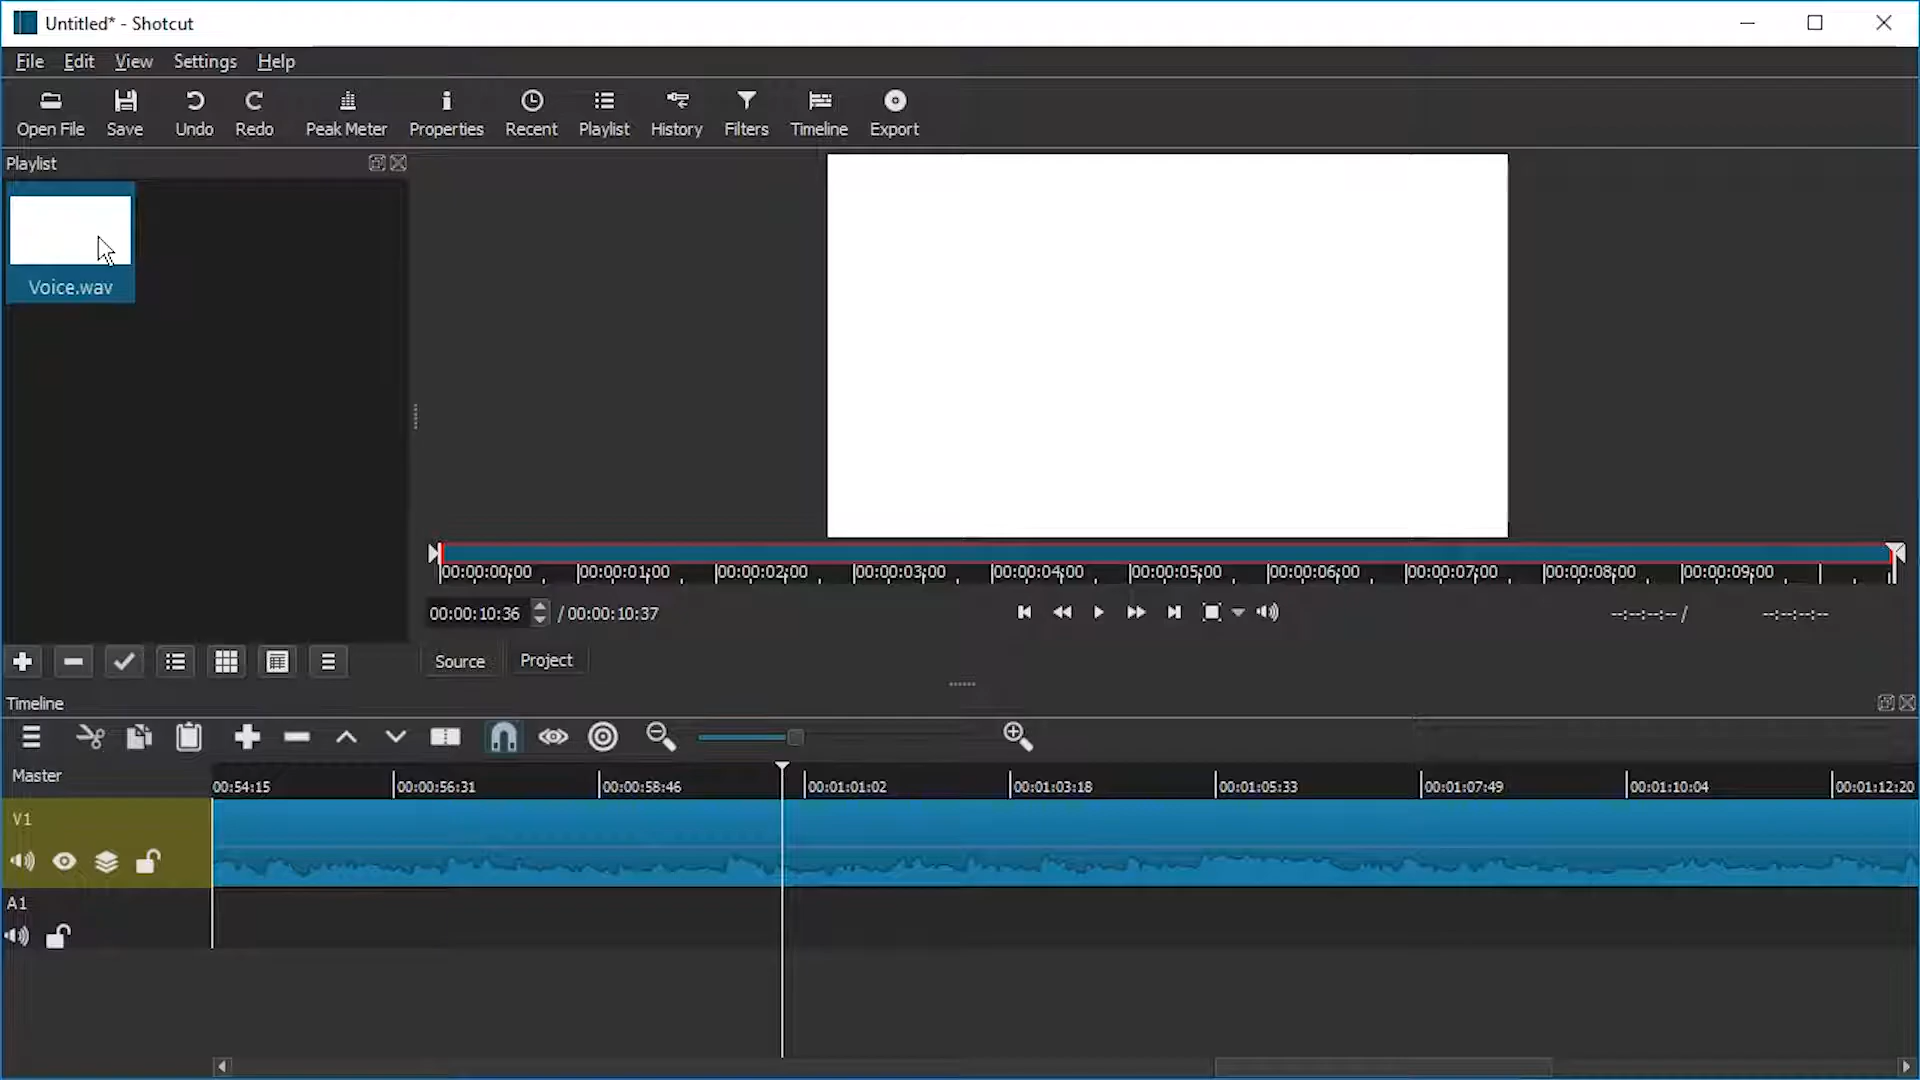 Untitled* - Shotcut
File Edit View Settings Help
Open File Save Undo Redo Peak Meter Properties Recent Playlist History Filters Timeline Export
Playlist
Voice.wav
00:00:00;00 00:00:01;00 00:00:02;00 00:00:03;00 00:00:04;00 00:00:05;00 00:00:06;00 00:00:07;00 00:00:08;00 00:00:09;00
00:00:10:36 / 00:00:10:37 --:--:--:-- / --:--:--:--
Source Project
Timeline
Master 00:54:15 00:00:56:31 00:00:58:46 00:01:01:02 00:01:03:18 00:01:05:33 00:01:07:49 00:01:10:04 00:01:12:20
V1
A1